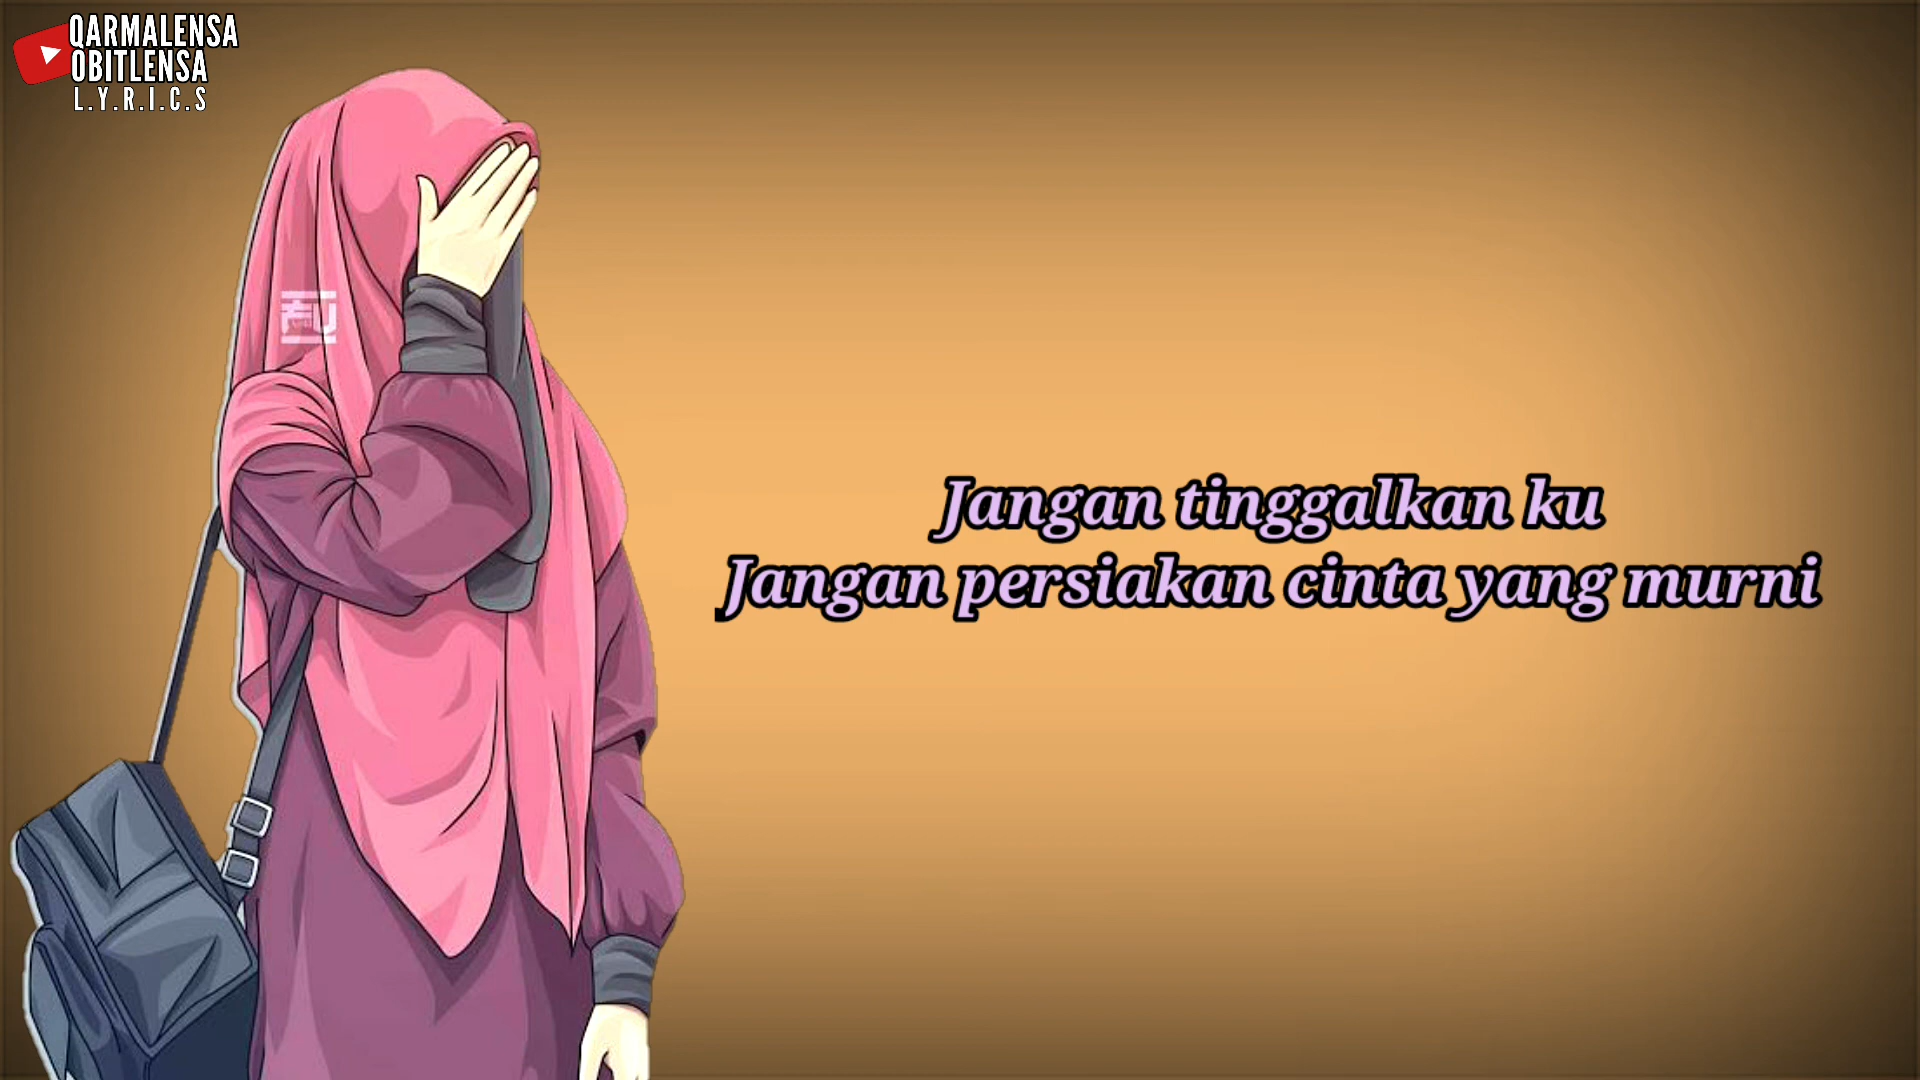 QARMALENSA
OBITLENSA
L.Y.R.I.C.S
Jangan tinggalkan ku
Jangan persiakan cinta yang murni